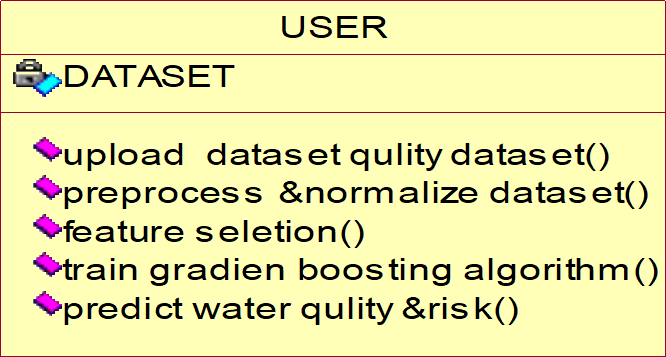 USER
DATASET
upload dataset qulity dataset()
preprocess &normalize dataset()
feature seletion()
train gradien boosting algorithm()
predict water qulity &risk()